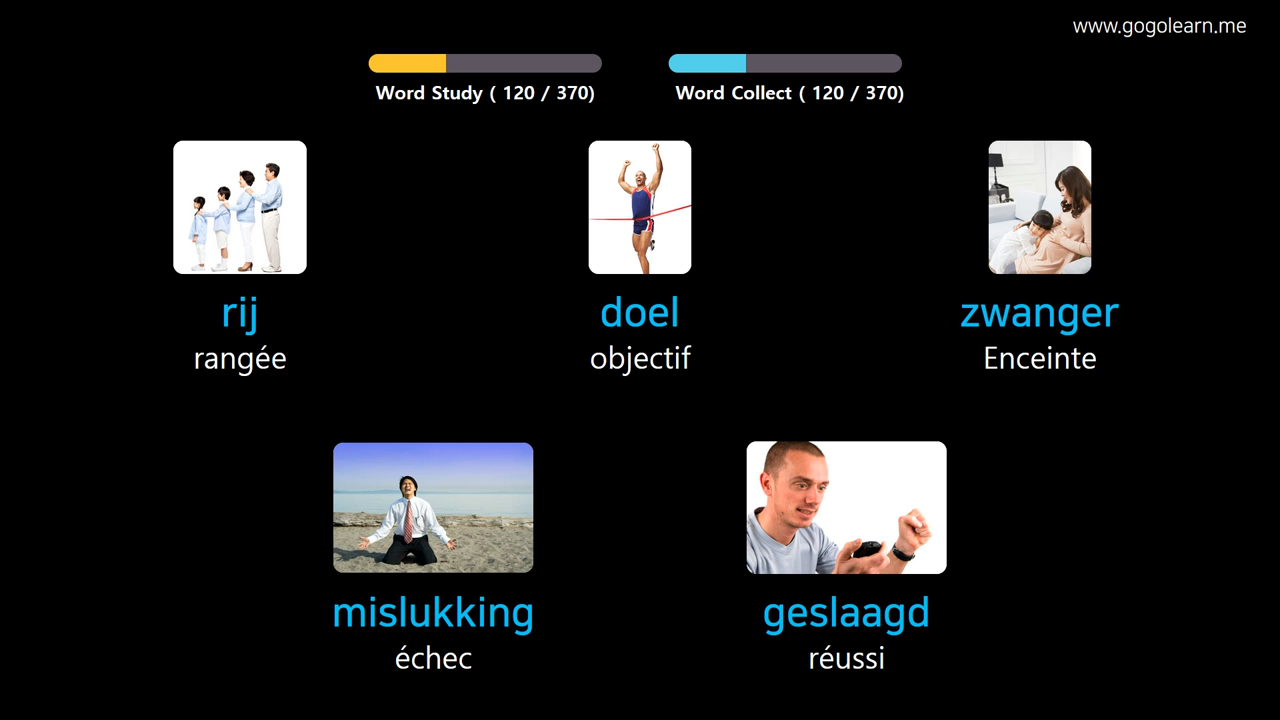 www.gogolearn.me
Word Study ( 120 / 370)
Word Collect ( 120 / 370)
rij
rangée
doel
objectif
zwanger
Enceinte
mislukking
échec
geslaagd
réussi